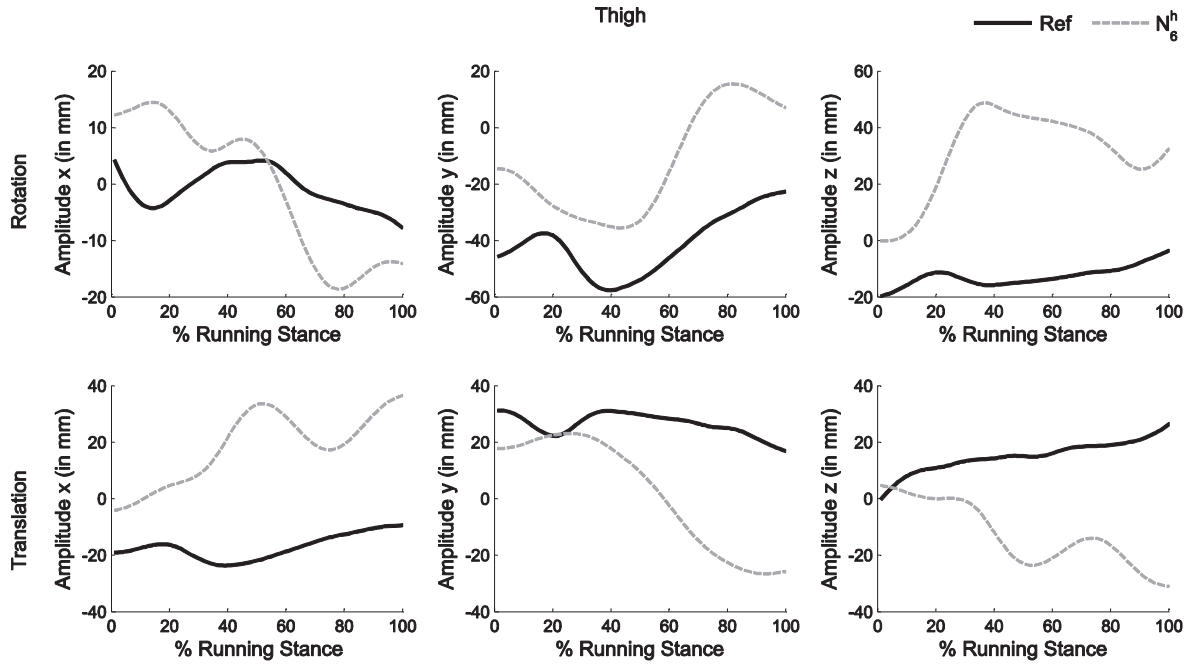 Thigh
Ref N₆ʰ
Rotation
Amplitude x (in mm)
20
10
0
-10
-20
0 20 40 60 80 100
% Running Stance
Amplitude y (in mm)
20
0
-20
-40
-60
0 20 40 60 80 100
% Running Stance
Amplitude z (in mm)
60
40
20
0
-20
0 20 40 60 80 100
% Running Stance
Translation
Amplitude x (in mm)
40
20
0
-20
-40
0 20 40 60 80 100
% Running Stance
Amplitude y (in mm)
40
20
0
-20
-40
0 20 40 60 80 100
% Running Stance
Amplitude z (in mm)
40
20
0
-20
-40
0 20 40 60 80 100
% Running Stance